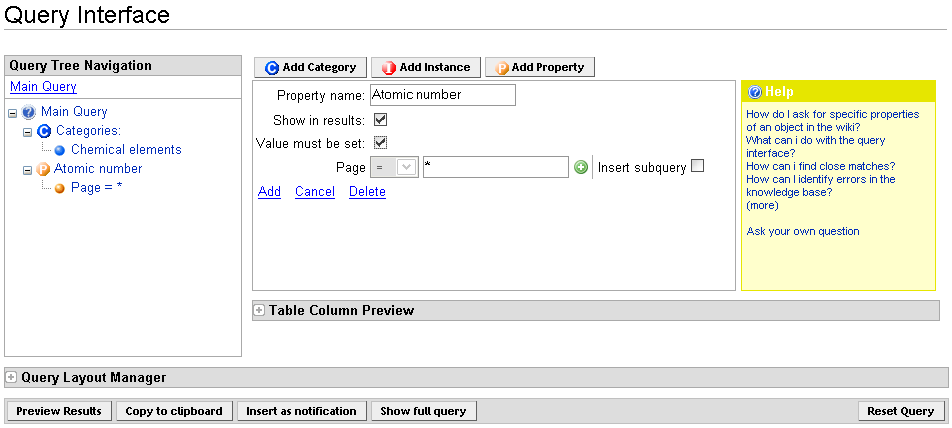 Query Interface
Query Tree Navigation
Main Query
Main Query
Categories:
Chemical elements
Atomic number
Page = *
Add Category
Add Instance
Add Property
Property name: Atomic number
Show in results:
Value must be set:
Page = * Insert subquery
Add Cancel Delete
Help
How do I ask for specific properties
of an object in the wiki?
What can i do with the query
interface?
How can i find close matches?
How can I identify errors in the
knowledge base?
(more)
Ask your own question
Table Column Preview
Query Layout Manager
Preview Results
Copy to clipboard
Insert as notification
Show full query
Reset Query